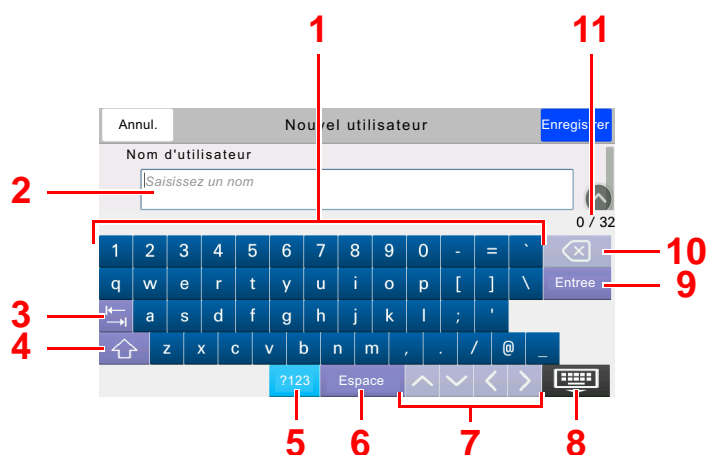 1 11
Annul. Nouvel utilisateur Enregistrer
Nom d'utilisateur
2 Saisissez un nom
0 / 32
1 2 3 4 5 6 7 8 9 0 - = ` 10
q w e r t y u i o p [ ] \ Entree 9
3 a s d f g h j k l ; '
4 z x c v b n m , . / @ _
?123 Espace
5 6 7 8